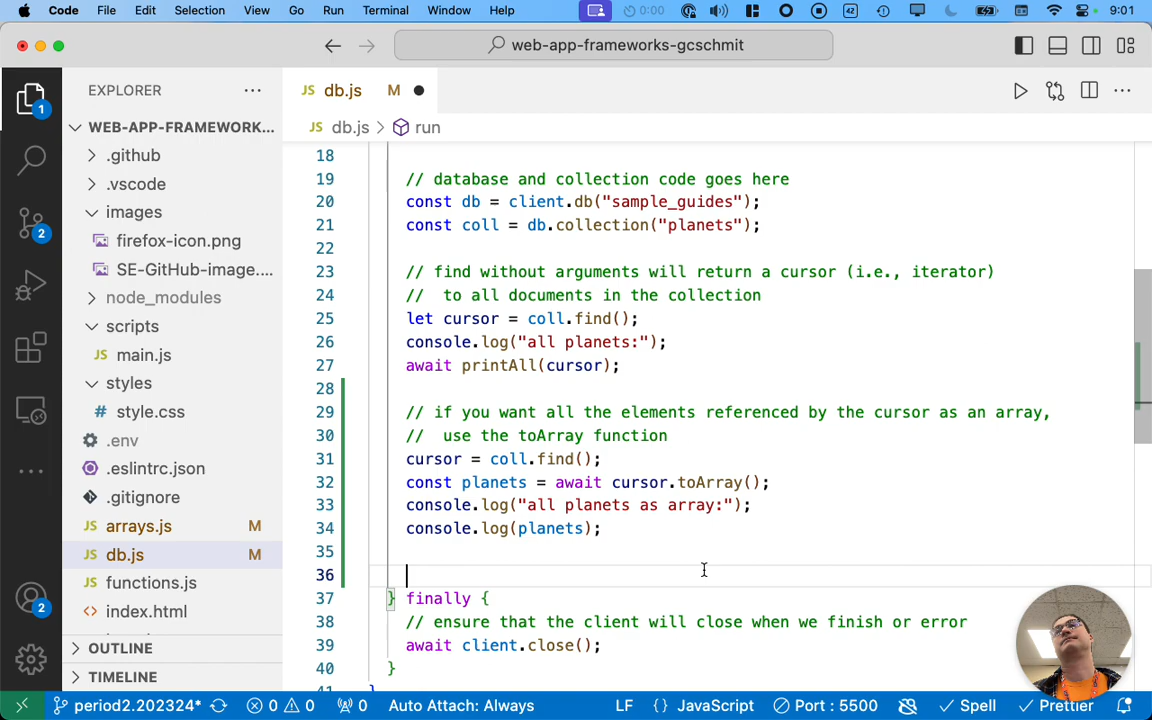 Code File Edit Selection View Go Run Terminal Window Help 0:00 42 9:01
web-app-frameworks-gcschmit
EXPLORER
JS db.js M
WEB-APP-FRAMEWORK...
JS db.js > run
.github
.vscode
images
firefox-icon.png
SE-GitHub-image....
node_modules
scripts
JS main.js
styles
# style.css
.env
.eslintrc.json
.gitignore
JS arrays.js M
JS db.js M
JS functions.js
<> index.html
OUTLINE
TIMELINE
1
2
2
18
19 // database and collection code goes here
20 const db = client.db("sample_guides");
21 const coll = db.collection("planets");
22
23 // find without arguments will return a cursor (i.e., iterator)
24 //  to all documents in the collection
25 let cursor = coll.find();
26 console.log("all planets:");
27 await printAll(cursor);
28
29 // if you want all the elements referenced by the cursor as an array,
30 //  use the toArray function
31 cursor = coll.find();
32 const planets = await cursor.toArray();
33 console.log("all planets as array:");
34 console.log(planets);
35
36
37 } finally {
38 // ensure that the client will close when we finish or error
39 await client.close();
40 }
period2.202324* 0 0 0 Auto Attach: Always LF {} JavaScript Port : 5500 Spell Prettier